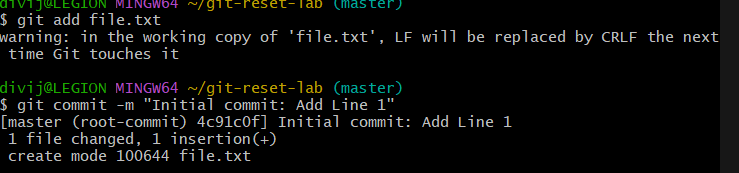 divij@LEGION MINGW64 ~/git-reset-lab (master)
$ git add file.txt
warning: in the working copy of 'file.txt', LF will be replaced by CRLF the next
 time Git touches it
divij@LEGION MINGW64 ~/git-reset-lab (master)
$ git commit -m "Initial commit: Add Line 1"
[master (root-commit) 4c91c0f] Initial commit: Add Line 1
 1 file changed, 1 insertion(+)
 create mode 100644 file.txt